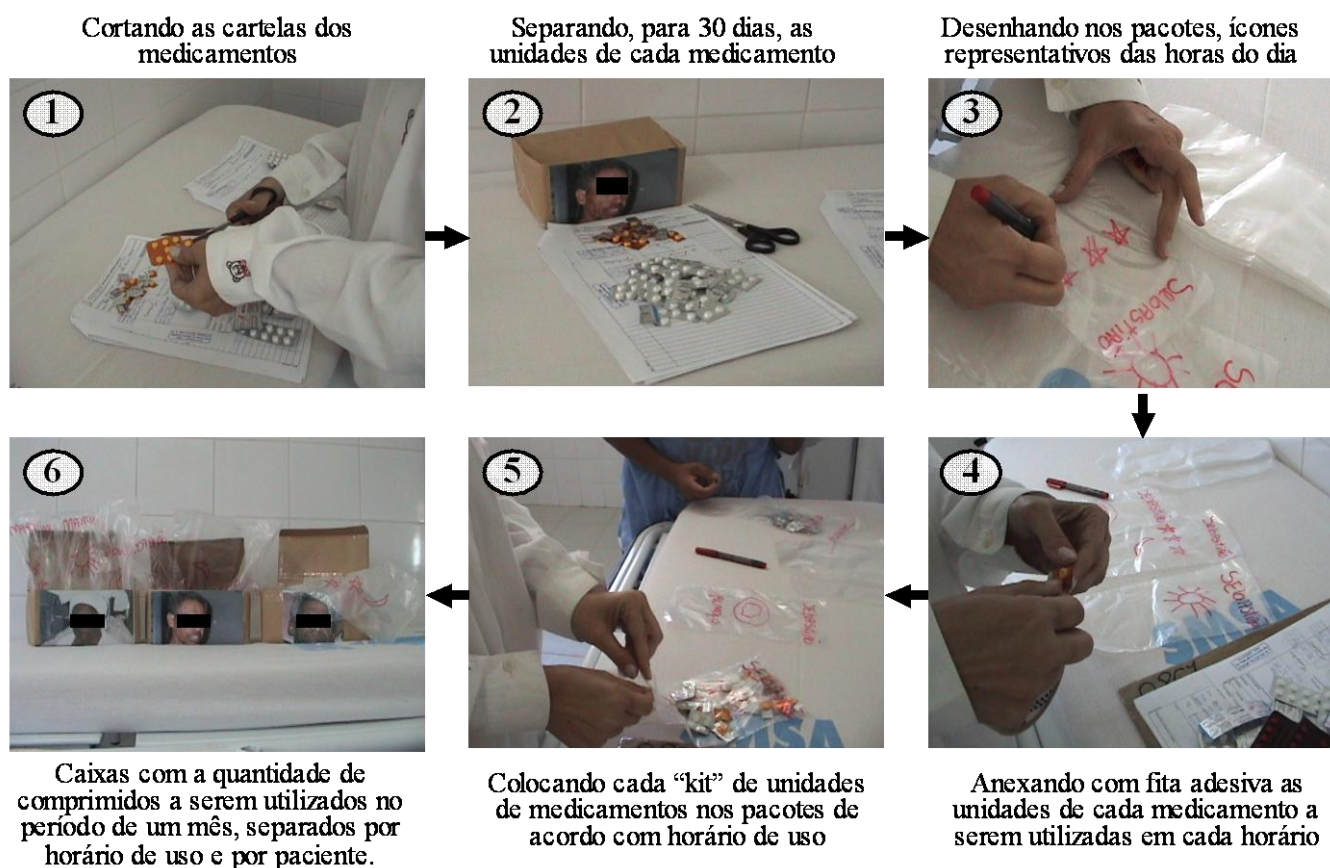 Cortando as cartelas dos
medicamentos
1
Separando, para 30 dias, as
unidades de cada medicamento
2
Desenhando nos pacotes, ícones
representativos das horas do dia
3
SEBASTIÃO
4
Anexando com fita adesiva as
unidades de cada medicamento a
serem utilizadas em cada horário
5
Colocando cada “kit” de unidades
de medicamentos nos pacotes de
acordo com horário de uso
6
Caixas com a quantidade de
comprimidos a serem utilizados no
período de um mês, separados por
horário de uso e por paciente.